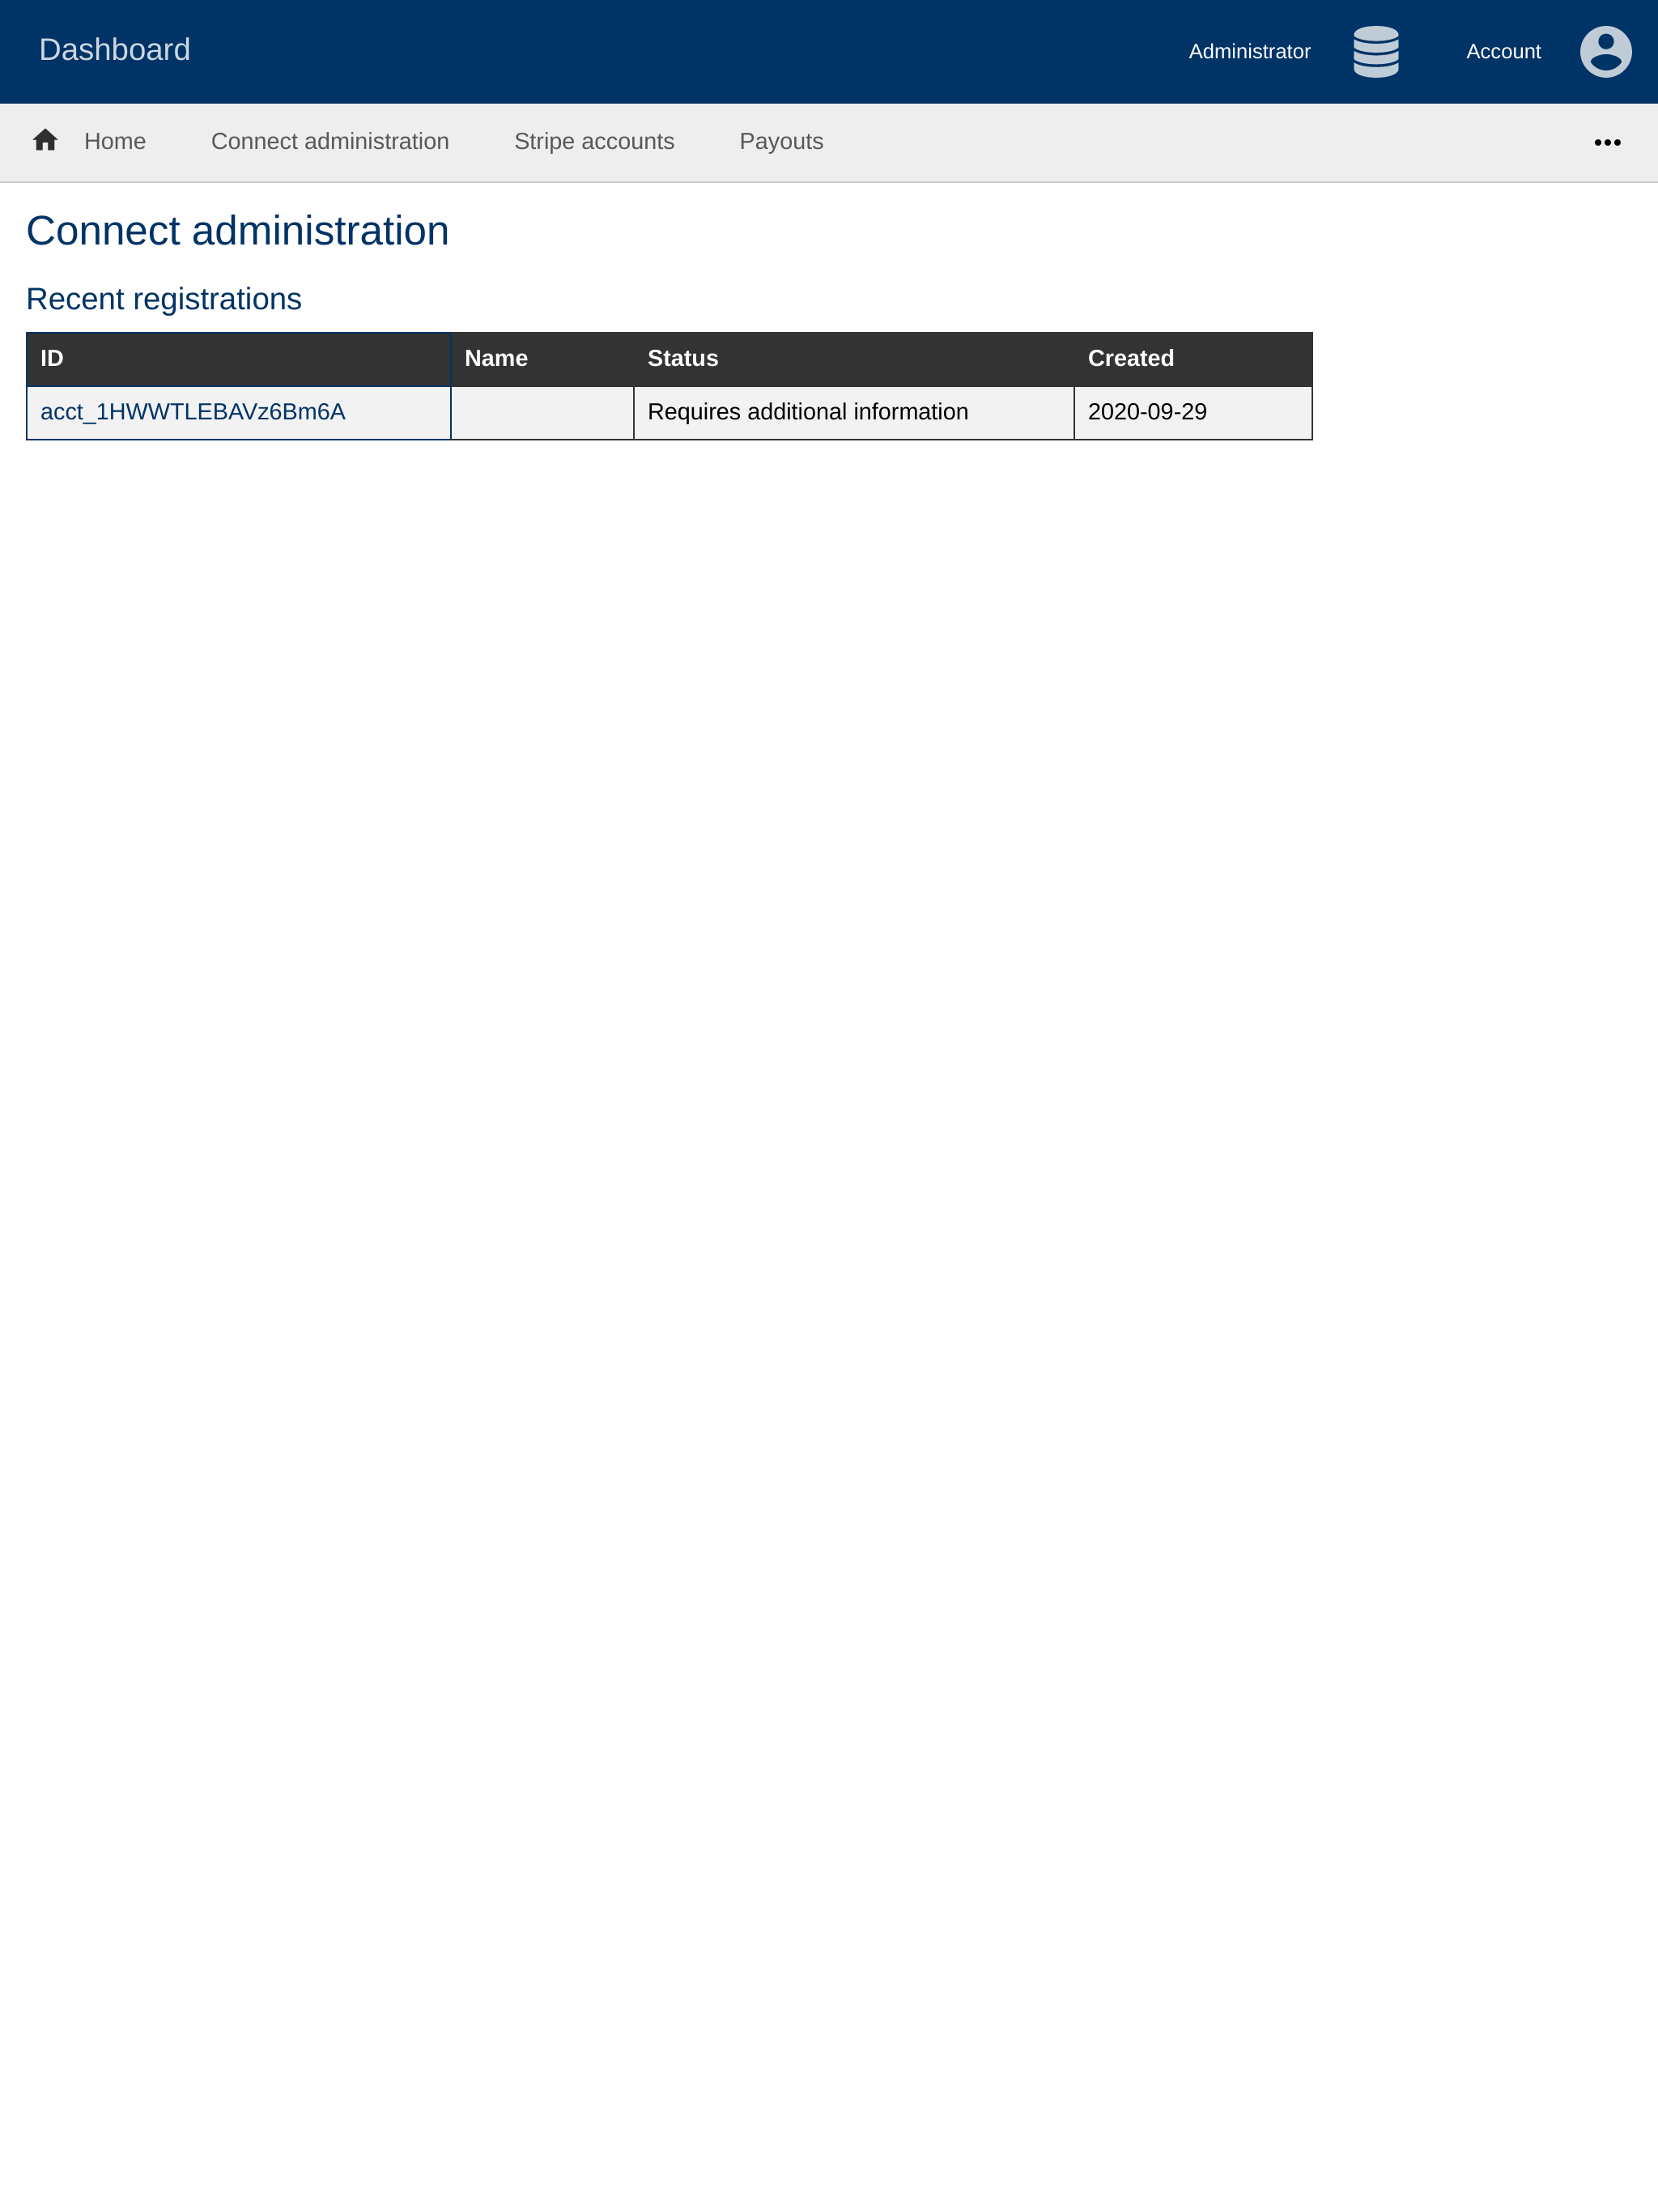 Dashboard Administrator Account
Home Connect administration Stripe accounts Payouts
Connect administration
Recent registrations
ID Name Status Created
acct_1HWWTLEBAVz6Bm6A Requires additional information 2020-09-29